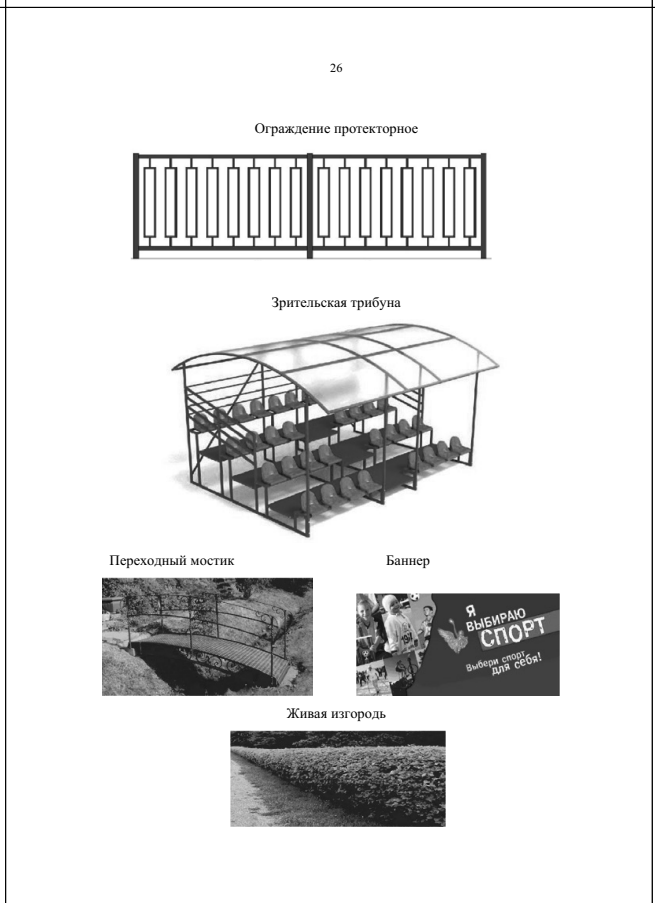 26
Ограждение протекторное
Зрительская трибуна
Переходный мостик
Баннер
Я
ВЫБИРАЮ
СПОРТ
Выбери спорт
для себя!
Живая изгородь